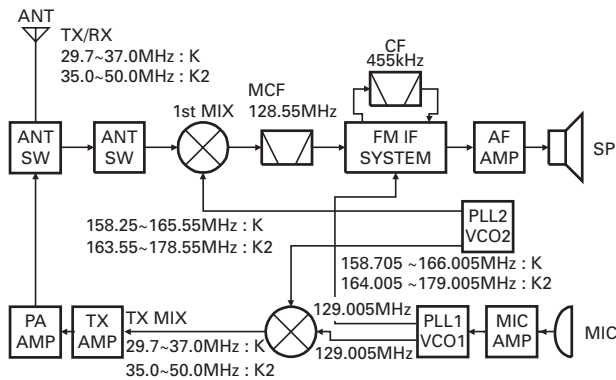 ANT
TX/RX
29.7~37.0MHz : K
35.0~50.0MHz : K2
CF
455kHz
MCF
128.55MHz
1st MIX
ANT
SW
ANT
SW
FM IF
SYSTEM
AF
AMP
SP
158.25~165.55MHz : K
163.55~178.55MHz : K2
PLL2
VCO2
158.705 ~166.005MHz : K
164.005~179.005MHz : K2
129.005MHz
PA
AMP
TX
AMP
TX MIX
29.7~37.0MHz : K
35.0~50.0MHz : K2
129.005MHz
PLL1
VCO1
MIC
AMP
MIC